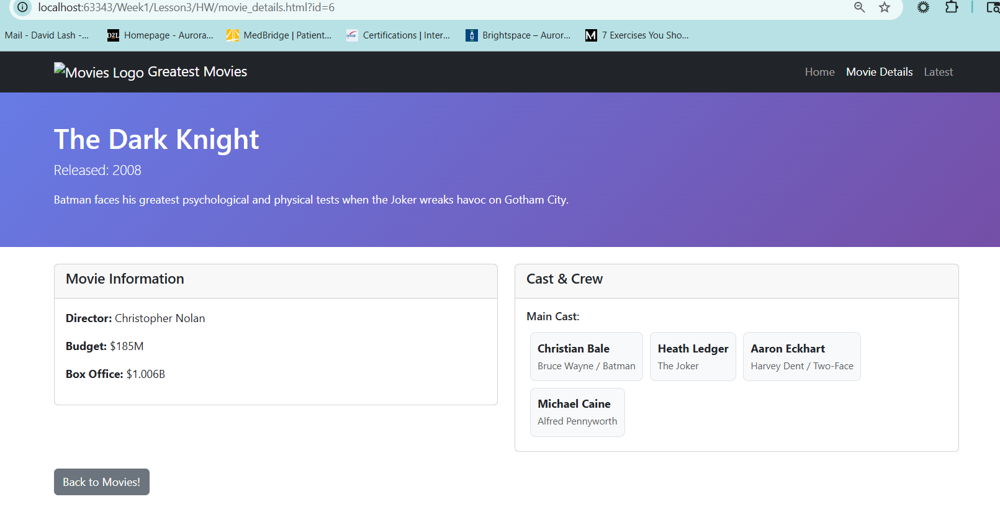 localhost:63343/Week1/Lesson3/HW/movie_details.html?id=6
Mail - David Lash -... D2L Homepage - Aurora... MedBridge | Patient... ISTQB Certifications | Inter... AU Brightspace – Auror... M 7 Exercises You Sho...
Movies Logo Greatest Movies Home Movie Details Latest
The Dark Knight
Released: 2008
Batman faces his greatest psychological and physical tests when the Joker wreaks havoc on Gotham City.
Movie Information
Director: Christopher Nolan
Budget: $185M
Box Office: $1.006B
Cast & Crew
Main Cast:
Christian Bale
Bruce Wayne / Batman
Heath Ledger
The Joker
Aaron Eckhart
Harvey Dent / Two-Face
Michael Caine
Alfred Pennyworth
Back to Movies!